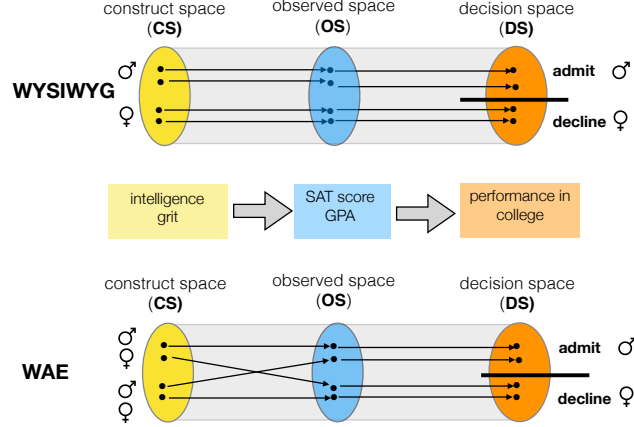 construct space
(CS)
observed space
(OS)
decision space
(DS)
WYSIWYG
♂
♀
admit ♂
decline ♀
intelligence
grit
SAT score
GPA
performance in
college
construct space
(CS)
observed space
(OS)
decision space
(DS)
WAE
♂
♀
♂
♀
admit ♂
decline ♀